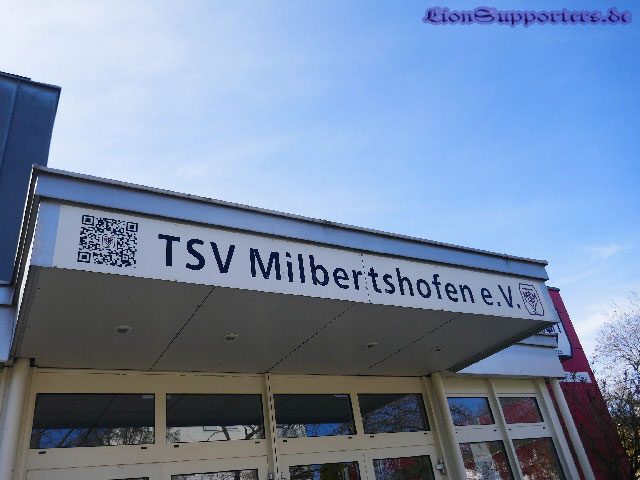 LionSupporters.de
TSV Milbertshofen e.V.